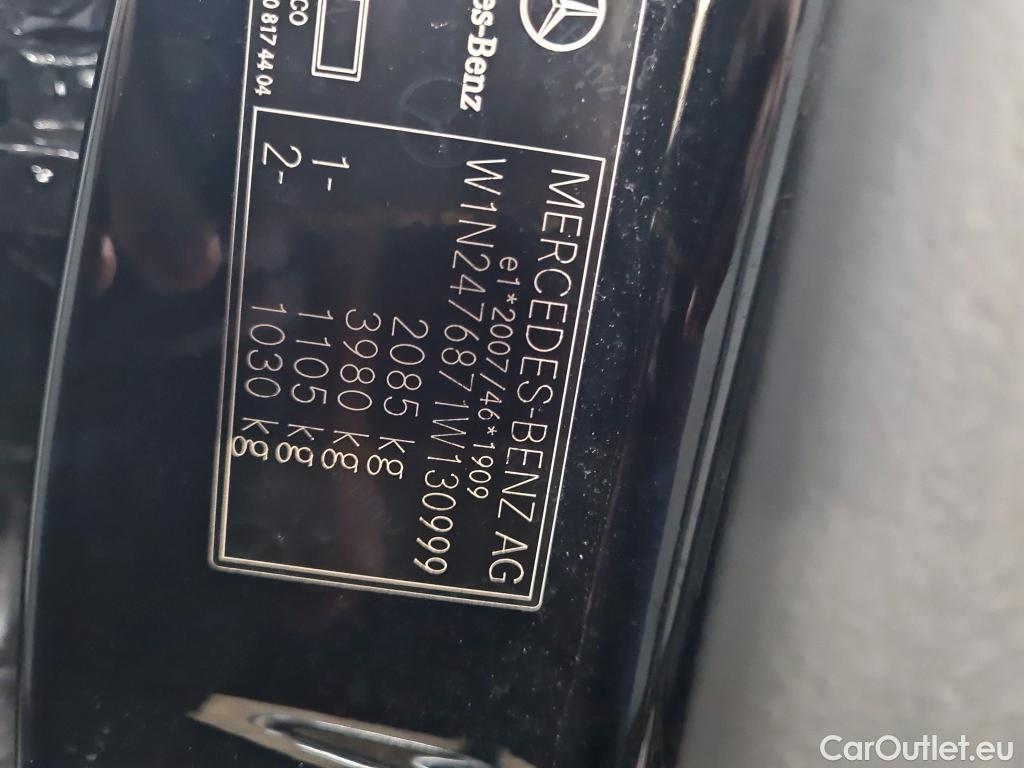 es-Benz
CO
0 817 44 04
MERCEDES-BENZ AG
e1*2007/46*1909
W1N2476871W130999
2085 kg
3980 kg
1- 1105 kg
2- 1030 kg
CarOutlet.eu